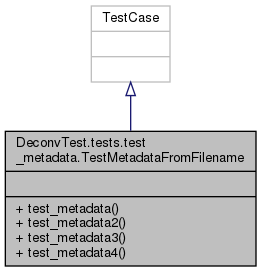 TestCase
DeconvTest.tests.test
_metadata.TestMetadataFromFilename
+ test_metadata()
+ test_metadata2()
+ test_metadata3()
+ test_metadata4()